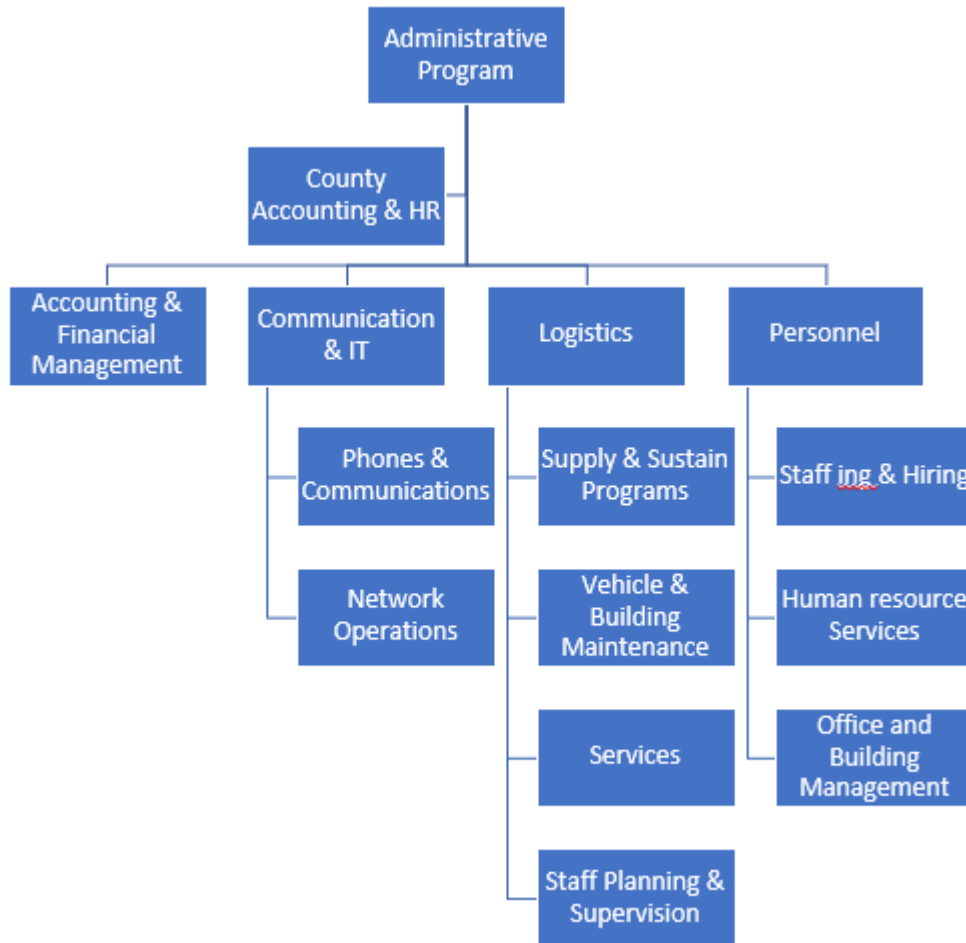 Administrative
Program
County
Accounting & HR
Accounting &
Financial
Management
Communication
& IT
Logistics
Personnel
Phones &
Communications
Network
Operations
Supply & Sustain
Programs
Vehicle &
Building
Maintenance
Services
Staff Planning &
Supervision
Staff ing & Hiring
Human resource
Services
Office and
Building
Management